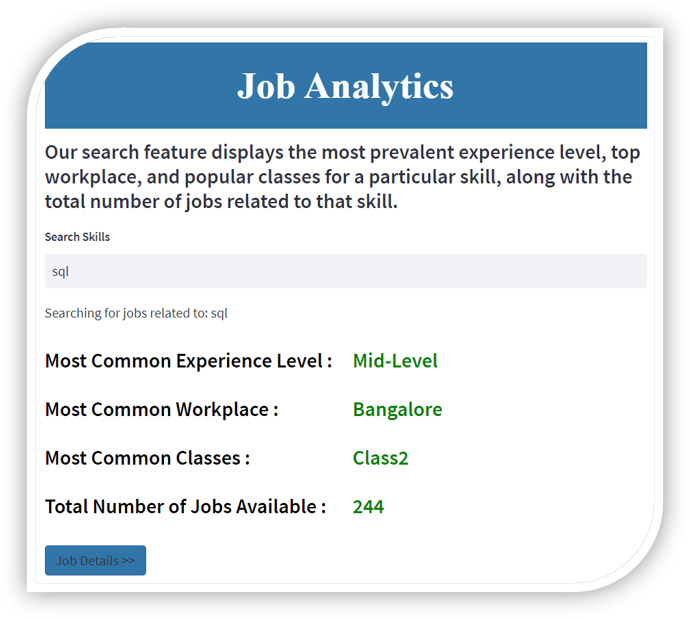 Job Analytics
Our search feature displays the most prevalent experience level, top
workplace, and popular classes for a particular skill, along with the
total number of jobs related to that skill.
Search Skills
sql
Searching for jobs related to: sql
Most Common Experience Level : Mid-Level
Most Common Workplace : Bangalore
Most Common Classes : Class2
Total Number of Jobs Available : 244
Job Details >>